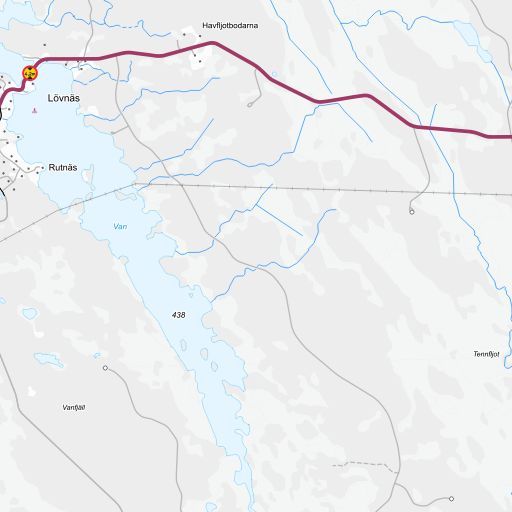 Havfljotbodarna
Lövnäs
Rutnäs
Van
438
Tennfljot
Vanfjäll